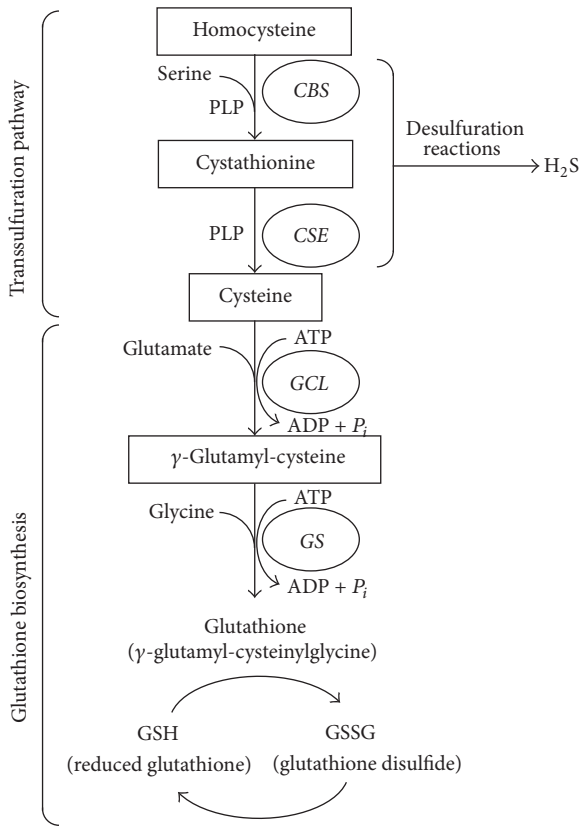 Transsulfuration pathway
Homocysteine
Serine
CBS
PLP
Cystathionine
Desulfuration
reactions
H₂S
PLP
CSE
Cysteine
Glutathione biosynthesis
Glutamate
ATP
GCL
ADP + Pᵢ
γ-Glutamyl-cysteine
Glycine
ATP
GS
ADP + Pᵢ
Glutathione
(γ-glutamyl-cysteinylglycine)
GSH
(reduced glutathione)
GSSG
(glutathione disulfide)